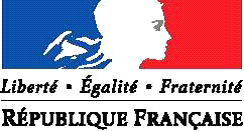 Liberté • Égalité • Fraternité
RÉPUBLIQUE FRANÇAISE